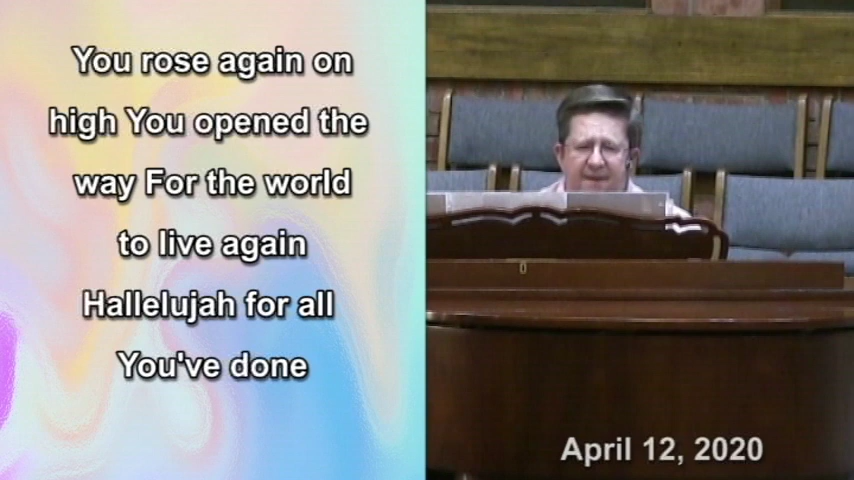 You rose again on
high You opened the
way For the world
to live again
Hallelujah for all
You've done
April 12, 2020